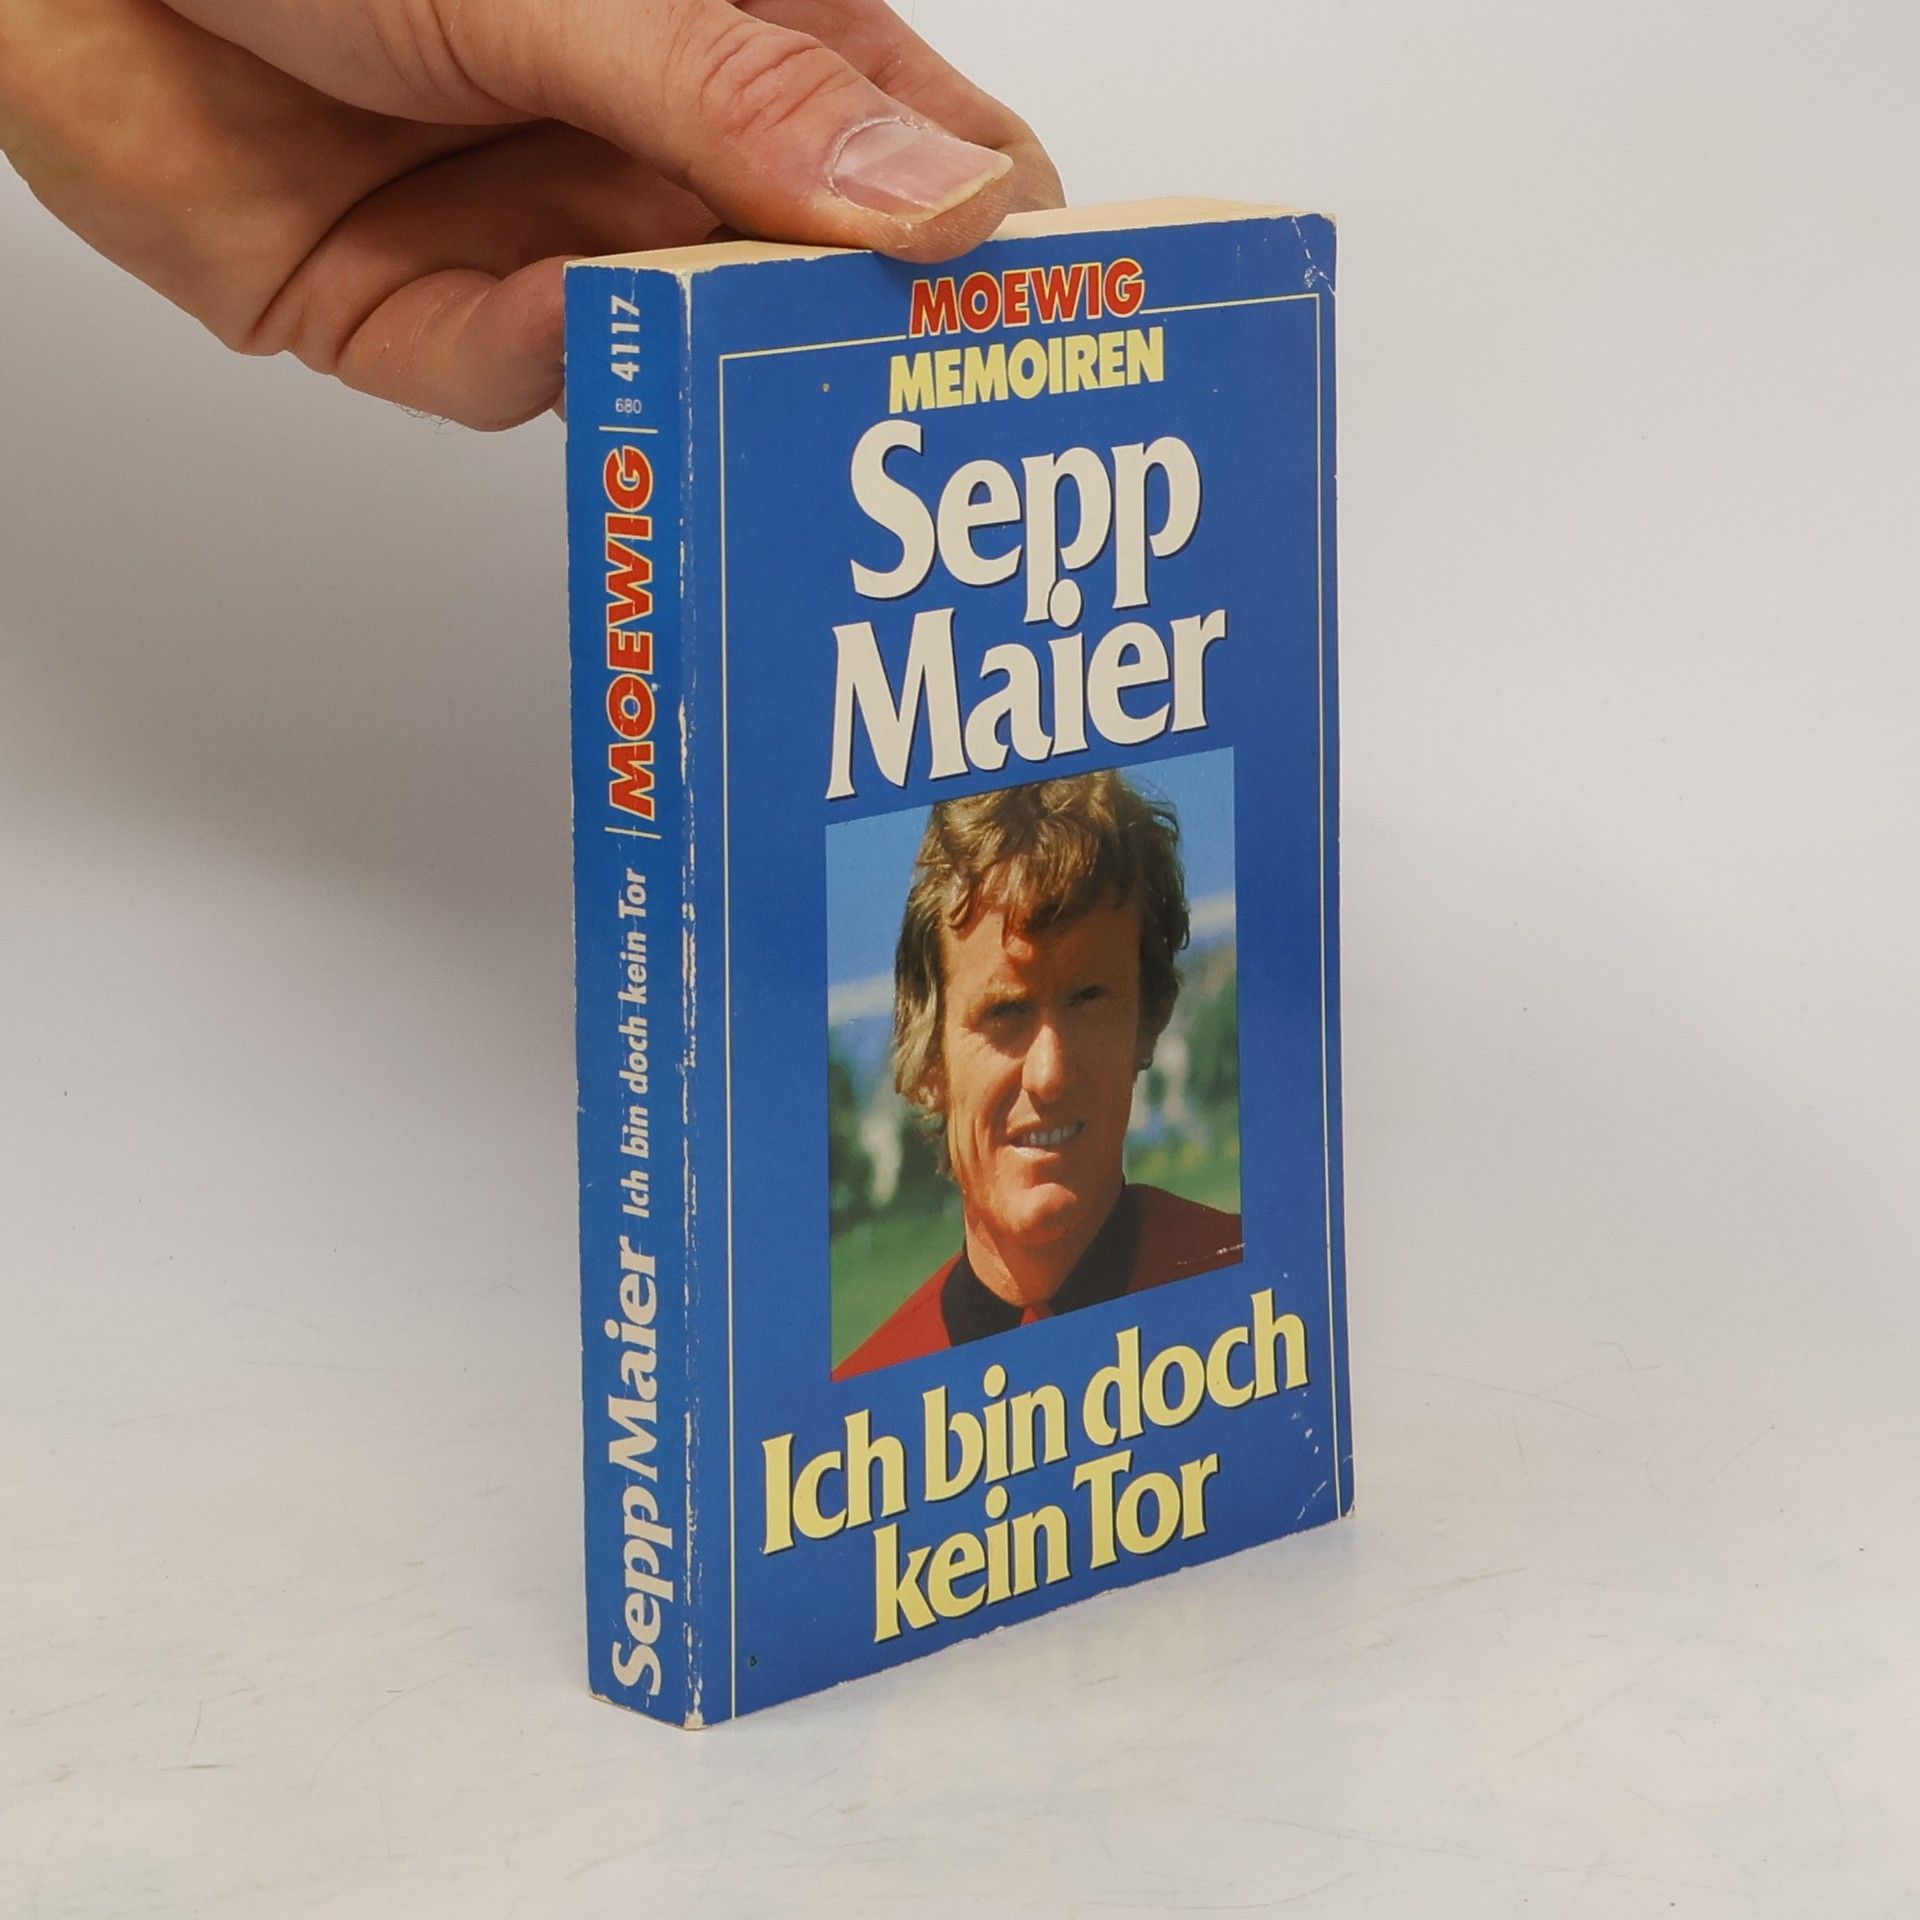 MOEWIG
MEMOIREN
Sepp
Maier
Ich bin doch
kein Tor
Sepp Maier Ich bin doch kein Tor MOEWIG 680 4117